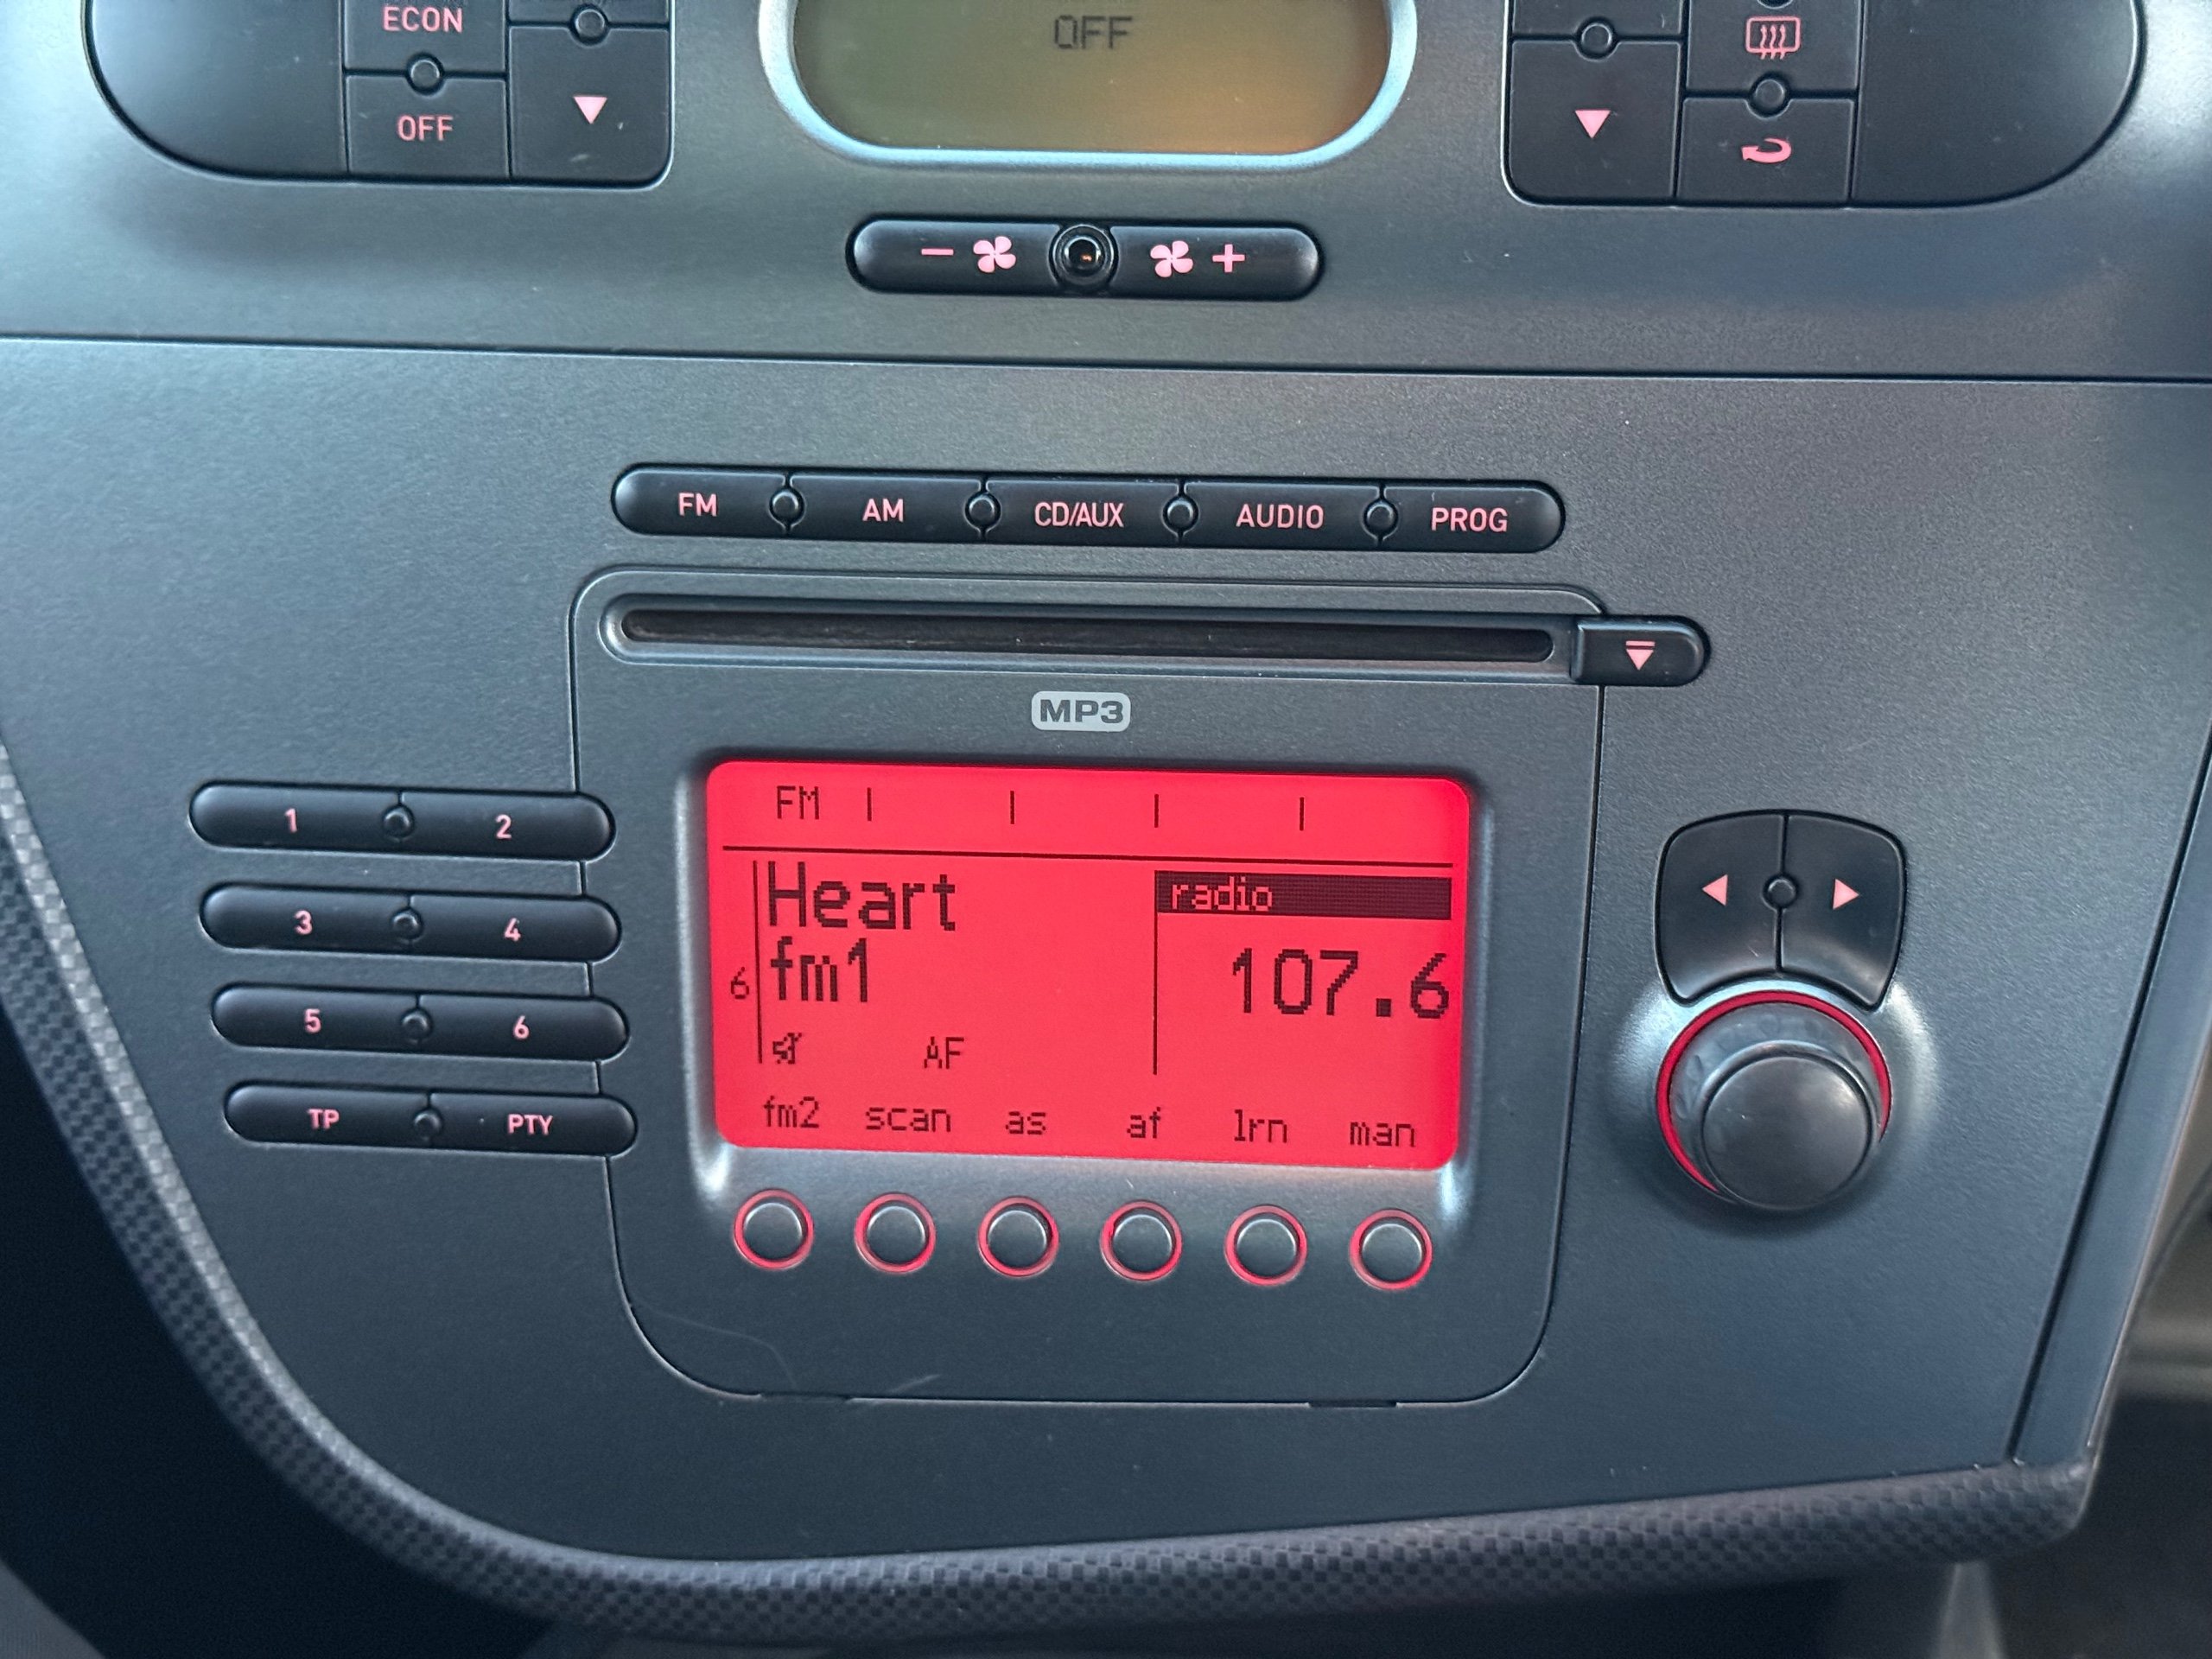 ECON
OFF
OFF
FM AM CD/AUX AUDIO PROG
MP3
FM
Heart radio
6 fm1 107.6
AF
fm2 scan as af lrn man
1 2
3 4
5 6
TP PTY